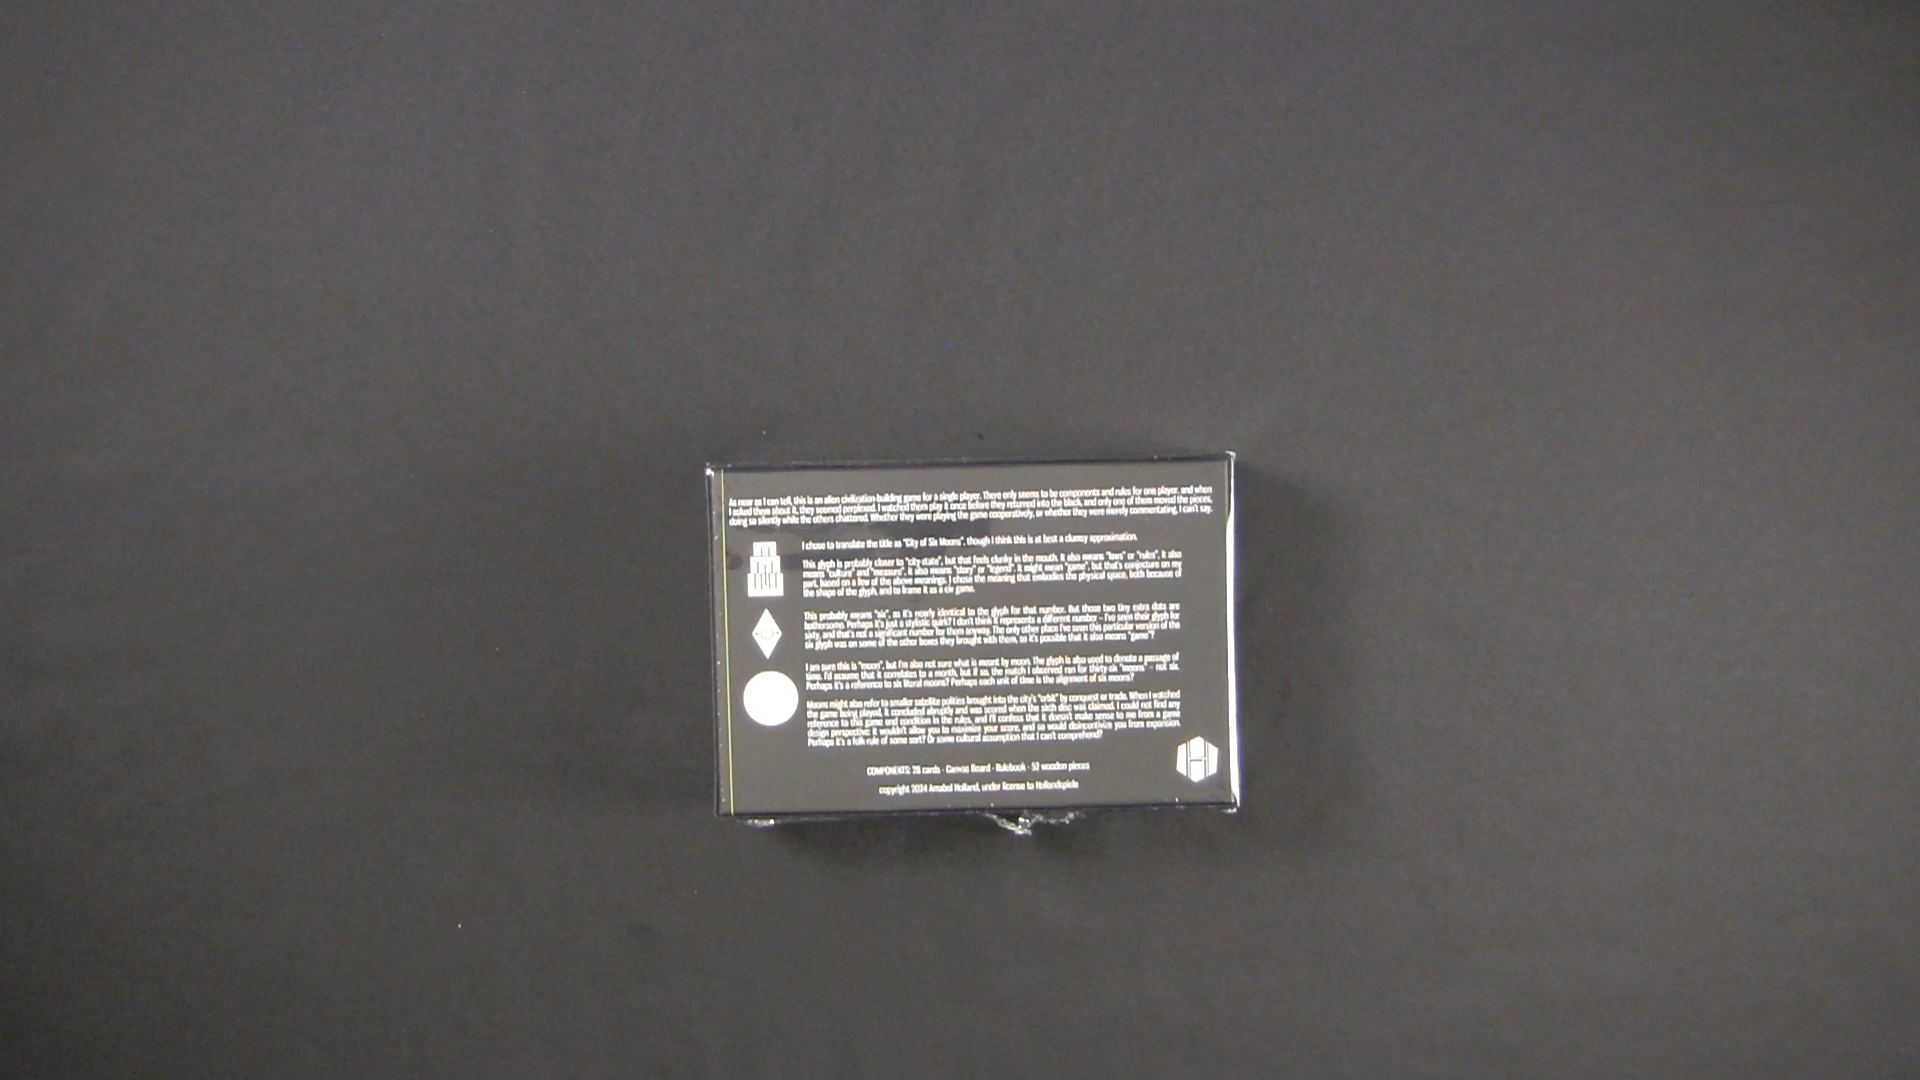 As near as I can tell, this is an alien civilization-building game for a single player. There only seems to be components and rules for one player, and when
I asked them about it, they seemed perplexed. I watched them play it once before they returned into the black, and only one of them moved the pieces,
doing so silently while the others chattered. Whether they were playing the game cooperatively, or whether they were merely commentating, I can't say.
I chose to translate the title as "City of Six Moons", though I think this is at best a clumsy approximation.
This glyph is probably closer to "city-state", but that feels clunky in the mouth. It also means "laws" or "rules", it also
means "culture" and "measure", it also means "story" or "legend". It might mean "game", but that's conjecture on my
part, based on a few of the above meanings. I chose the meaning that embodies the physical space, both because of
the shape of the glyph, and to frame it as a civ game.
This probably means "six", as it's nearly identical to the glyph for that number. But those two tiny extra dots are
bothersome. Perhaps it's just a stylistic quirk? I don't think it represents a different number - I've seen their glyph for
sixty, and that's not a significant number for them anyway. The only other place I've seen this particular version of the
six glyph was on some of the other boxes they brought with them, so it's possible that it also means "game"?
I am sure this is "moon", but I'm also not sure what is meant by moon. The glyph is also used to denote a passage of
time. I'd assume that it correlates to a month, but if so, the match I observed ran for thirty-six "moons" - not six.
Perhaps it's a reference to six literal moons? Perhaps each unit of time is the alignment of six moons?
Moons might also refer to smaller satellite polities brought into the city's "orbit" by conquest or trade. When I watched
the game being played, it concluded abruptly and was scored when the sixth disc was claimed. I could not find any
reference to this game end condition in the rules, and I'll confess that it doesn't make sense to me from a game
design perspective: it wouldn't allow you to maximize your score, and so would disincentivize you from expansion.
Perhaps it's a folk rule of some sort? Or some cultural assumption that I can't comprehend?
COMPONENTS: 28 cards - Canvas Board - Rulebook - 52 wooden pieces
copyright 2024 Amabel Holland, under license to Hollandspiele